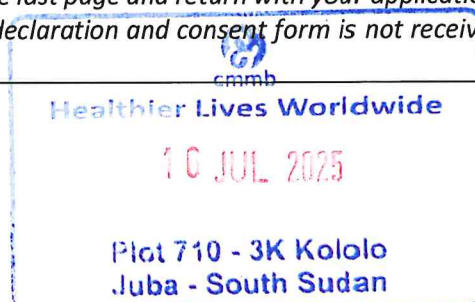 e last page and return with your application
declaration and consent form is not receiv
cmmb
Healthier Lives Worldwide
10 JUL 2025
Plot 710 - 3K Kololo
Juba - South Sudan